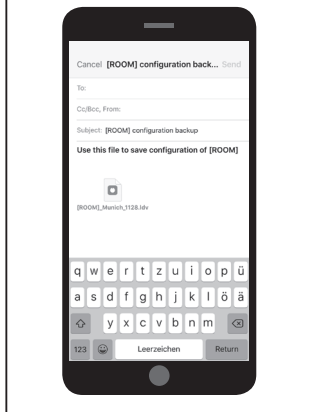 Cancel [ROOM] configuration back... Send
To:
Cc/Bcc, From:
Subject: [ROOM] configuration backup
Use this file to save configuration of [ROOM]
[ROOM]_Munich_1128.ldv
q w e r t z u i o p ü
a s d f g h j k l ö ä
y x c v b n m
123 Leerzeichen Return